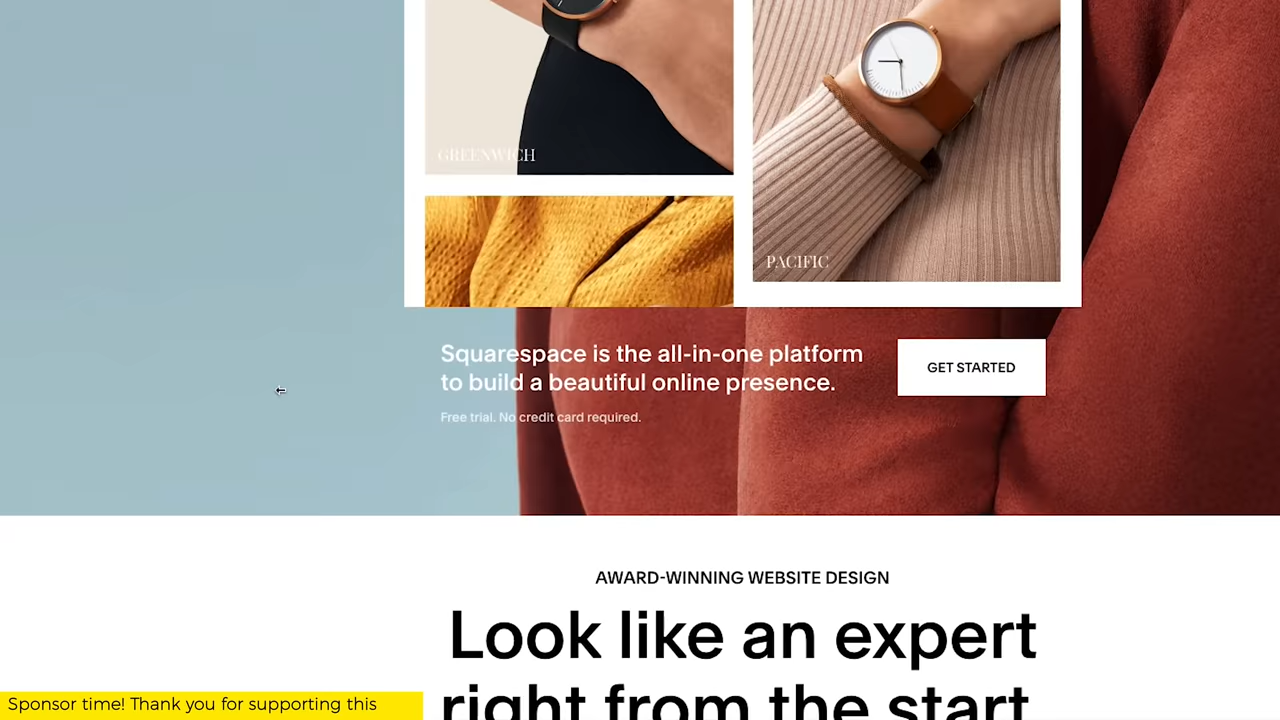 GREENWICH
PACIFIC
Squarespace is the all-in-one platform
to build a beautiful online presence.
Free trial. No credit card required.
GET STARTED
AWARD-WINNING WEBSITE DESIGN
Look like an expert
right from the start
Sponsor time! Thank you for supporting this